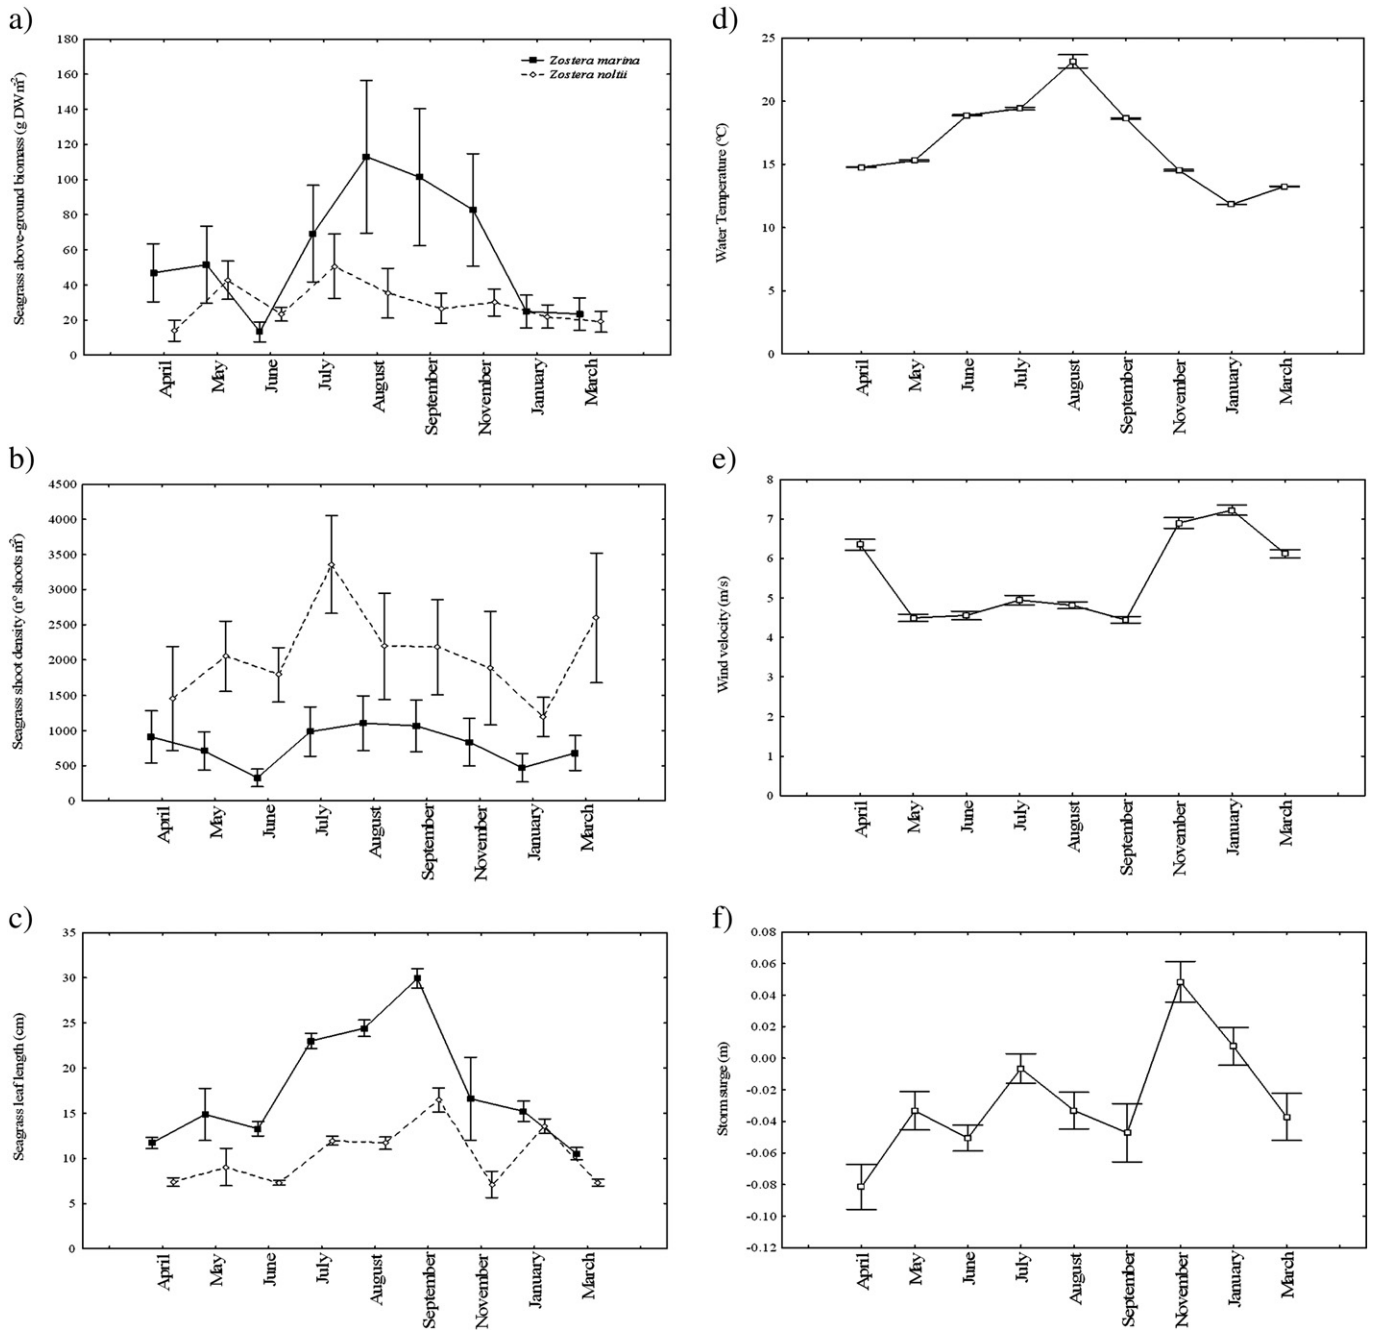 a)
Seagrass above-ground biomass (g DW m²)
180
160
140
120
100
80
60
40
20
0
Zostera marina
Zostera noltii
April
May
June
July
August
September
November
January
March
b)
Seagrass shoot density (nº shoots m²)
4500
4000
3500
3000
2500
2000
1500
1000
500
0
April
May
June
July
August
September
November
January
March
c)
Seagrass leaf length (cm)
35
30
25
20
15
10
5
0
April
May
June
July
August
September
November
January
March
d)
Water Temperature (ºC)
25
20
15
10
5
0
April
May
June
July
August
September
November
January
March
e)
Wind velocity (m/s)
8
7
6
5
4
3
2
1
0
April
May
June
July
August
September
November
January
March
f)
Storm surge (m)
0.08
0.06
0.04
0.02
0.00
-0.02
-0.04
-0.06
-0.08
-0.10
-0.12
April
May
June
July
August
September
November
January
March